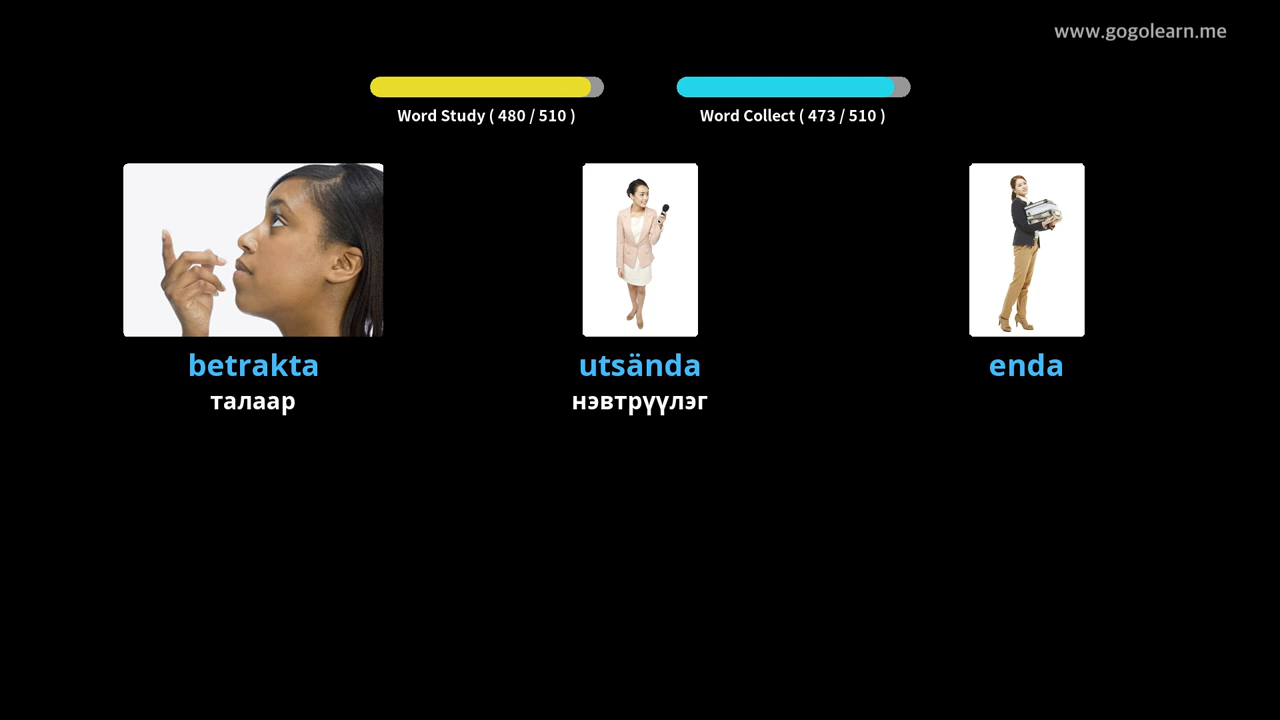 www.gogolearn.me
Word Study ( 480 / 510 )
Word Collect ( 473 / 510 )
betrakta
талаар
utsända
нэвтрүүлэг
enda